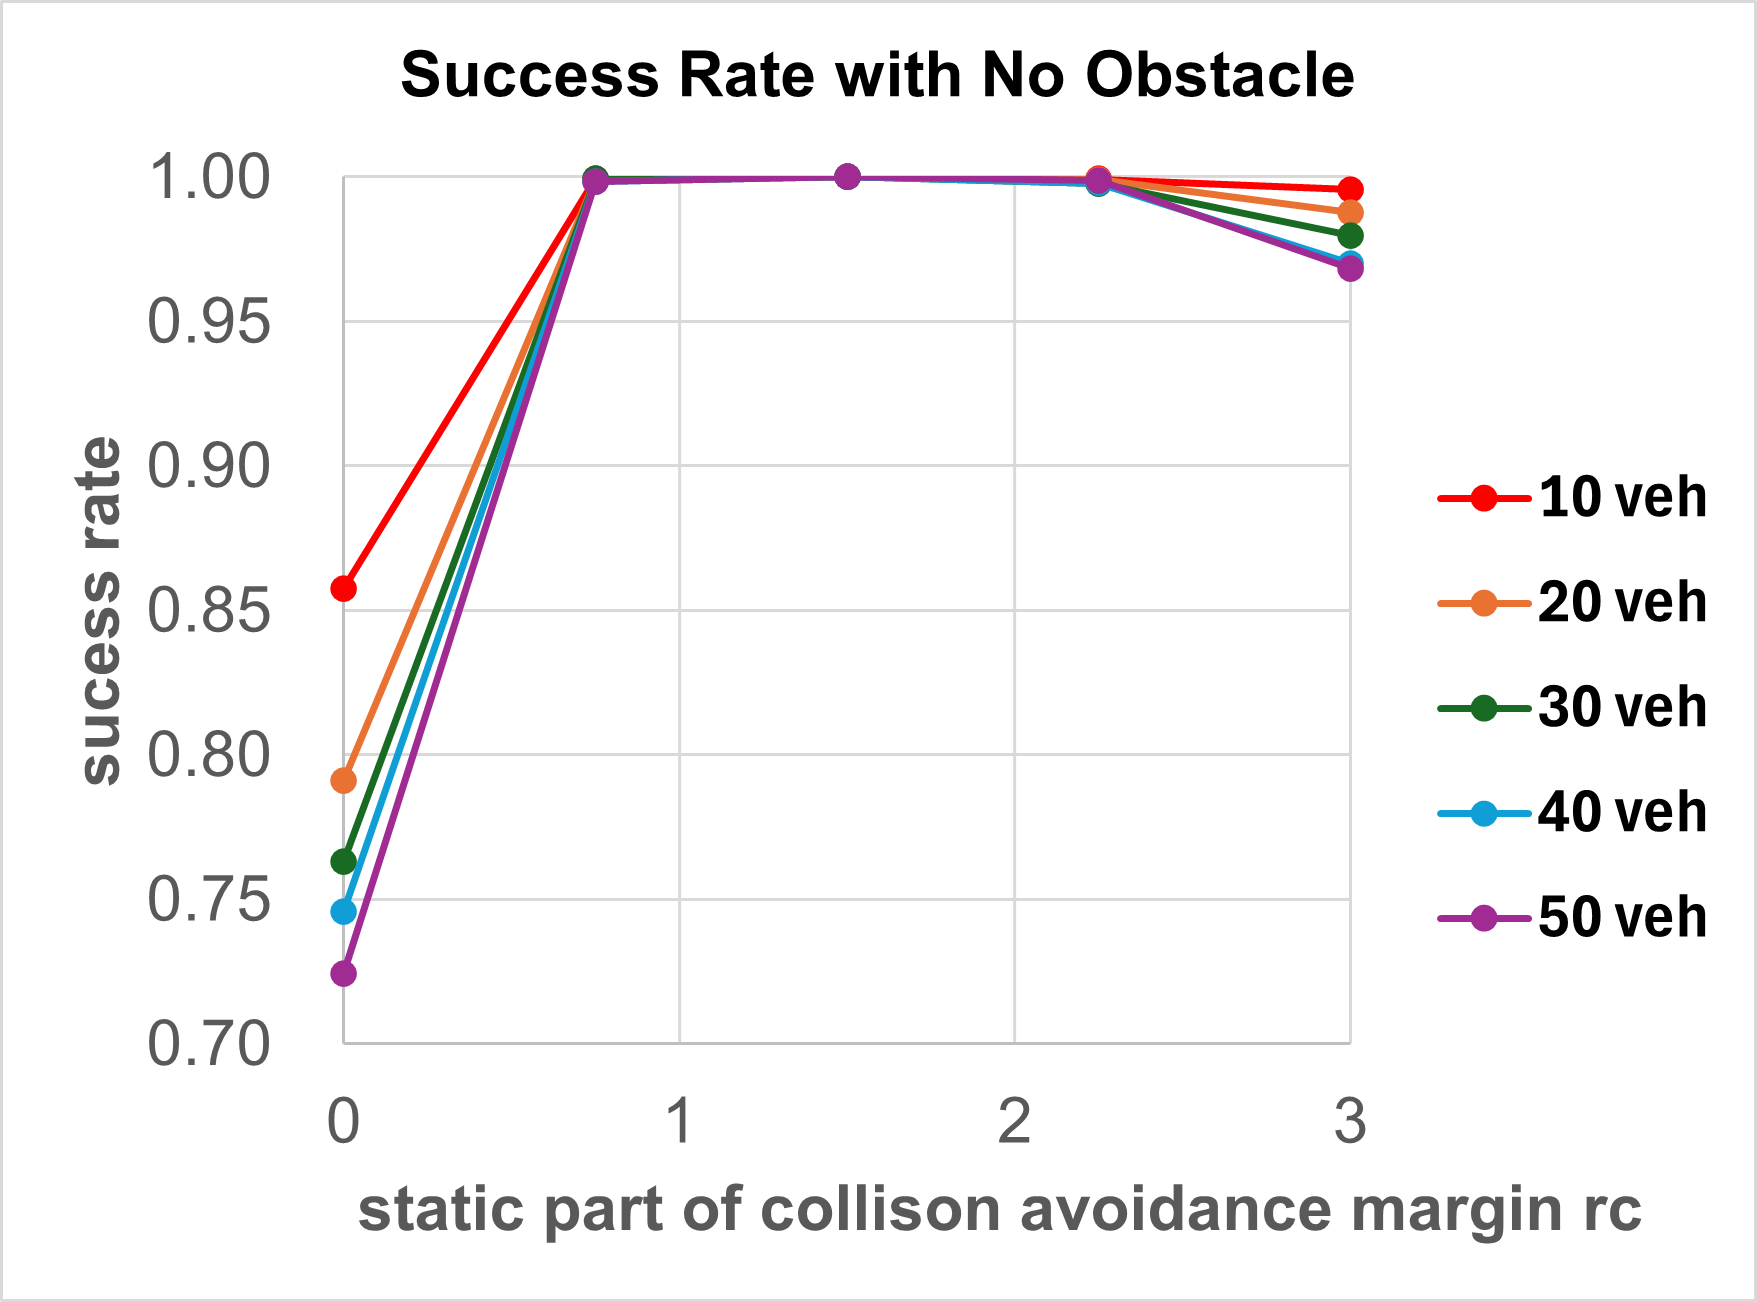 Success Rate with No Obstacle
1.00
0.95
0.90
0.85
0.80
0.75
0.70
sucess rate
0 1 2 3
static part of collison avoidance margin rc
10 veh
20 veh
30 veh
40 veh
50 veh